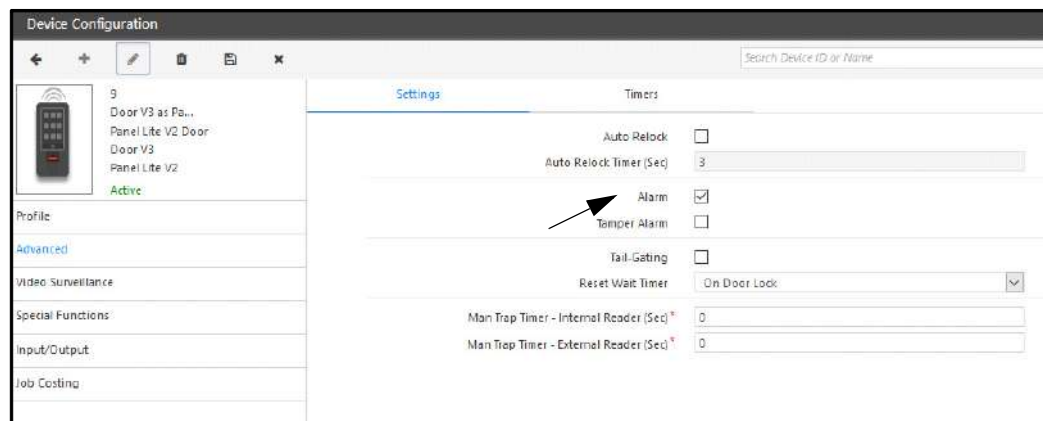 Device Configuration
Search Device ID or Name
9
Door V3 as Pa...
Panel Lite V2 Door
Door V3
Panel Lite V2
Active
Profile
Advanced
Video Surveillance
Special Functions
Input/Output
Job Costing
Settings Timers
Auto Relock
Auto Relock Timer (Sec) 3
Alarm
Tamper Alarm
Tail-Gating
Reset Wait Timer On Door Lock
Man Trap Timer - Internal Reader (Sec) * 0
Man Trap Timer - External Reader (Sec) * 0